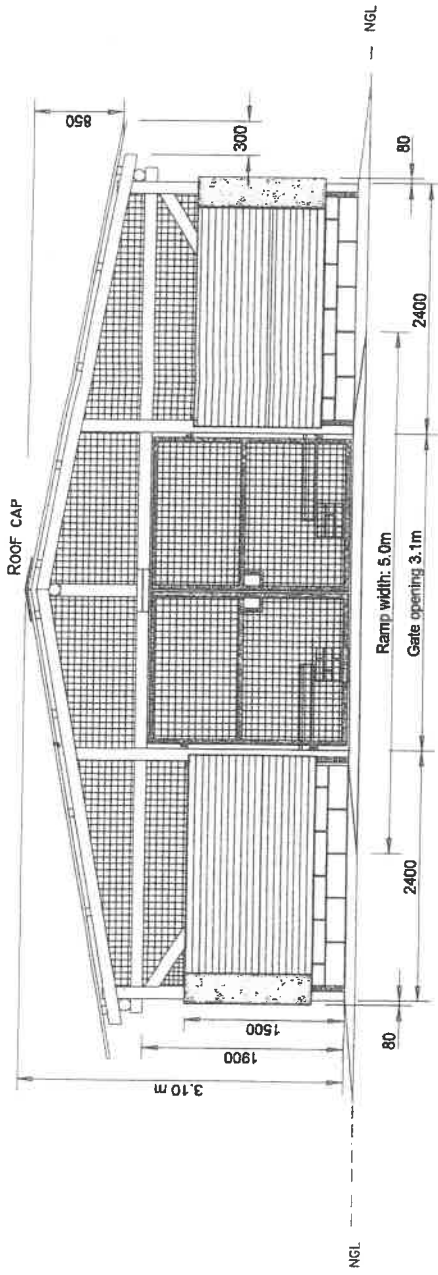 ROOF CAP
850
300
NGL
80
2400
Ramp width: 5.0m
Gate opening 3.1m
2400
3.10 m
1900
1500
80
NGL